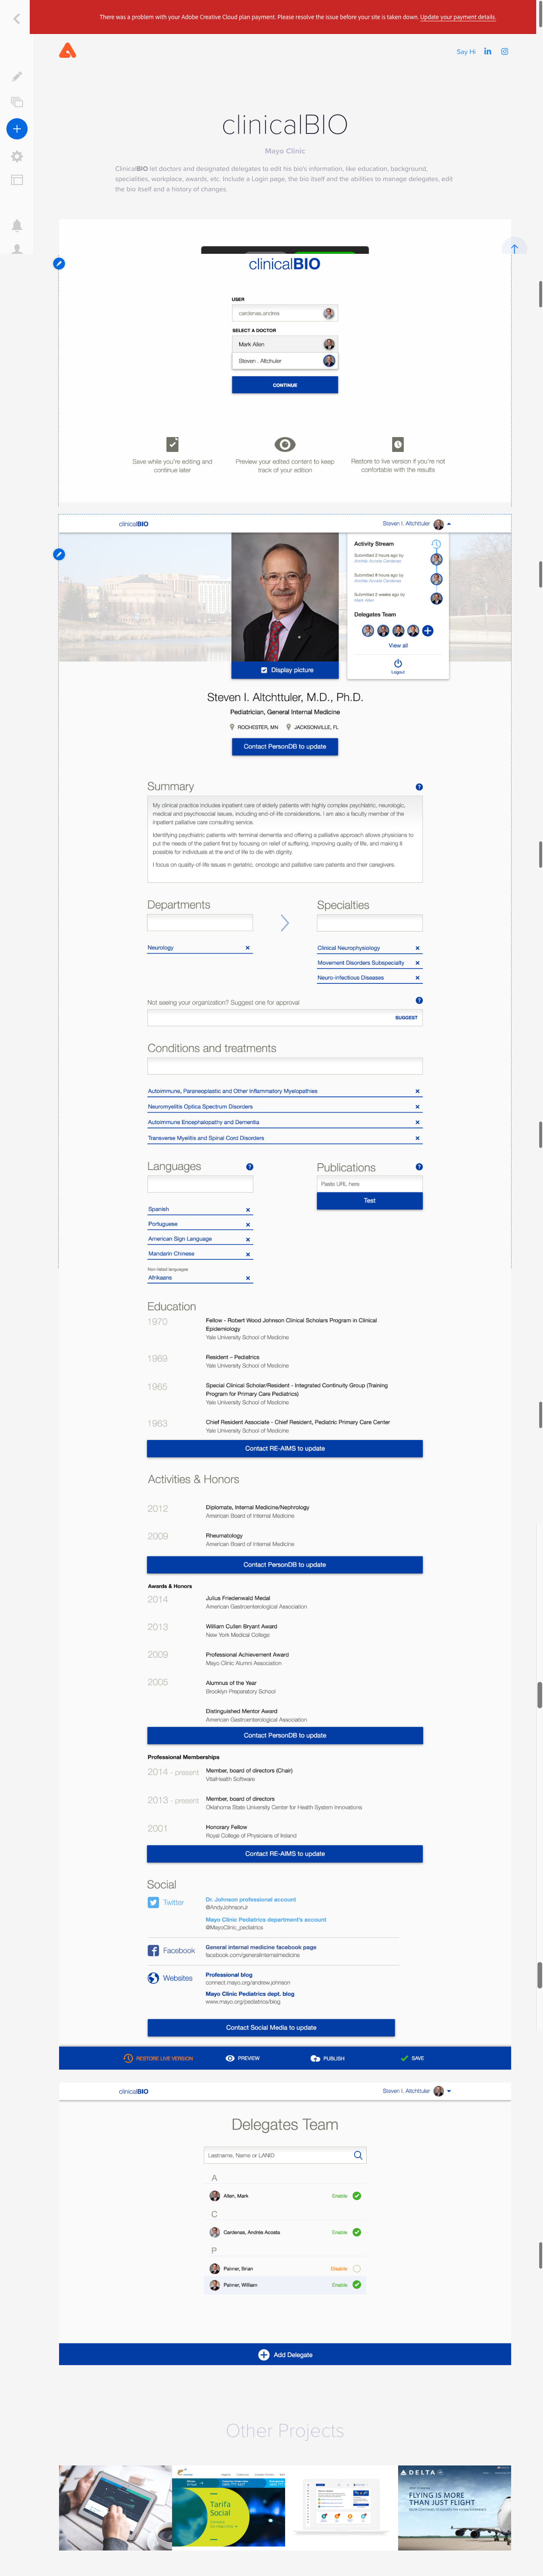 There was a problem with your Adobe Creative Cloud plan payment. Please resolve the issue before your site is taken down. Update your payment details.
Say Hi
clinicalBIO
Mayo Clinic
ClinicalBIO let doctors and designated delegates to edit his bio's information, like education, background,
specialities, workplace, awards, etc. Include a Login page, the bio itself and the abilities to manage delegates, edit
the bio itself and a history of changes.
clinicalBIO
USER
cardenas.andres
SELECT A DOCTOR
Mark Allen
Steven . Altchuler
CONTINUE
Save while you're editing and
continue later
Preview your edited content to keep
track of your edition
Restore to live version if you're not
confortable with the results
clinicalBIO
Steven I. Altchttuler
Activity Stream
Submitted 2 hours ago by
Andrés Acosta Cardenas
Submitted 8 hours ago by
Andrés Acosta Cardenas
Submitted 2 weeks ago by
Mark Allen
Delegates Team
View all
Logout
Display picture
Steven I. Altchttuler, M.D., Ph.D.
Pediatrician, General Internal Medicine
ROCHESTER, MN
JACKSONVILLE, FL
Contact PersonDB to update
Summary
My clinical practice includes inpatient care of elderly patients with highly complex psychiatric, neurologic,
medical and psychosocial issues, including end-of-life considerations. I am also a faculty member of the
inpatient palliative care consulting service.
Identifying psychiatric patients with terminal dementia and offering a palliative approach allows physicians to
put the needs of the patient first by focusing on relief of suffering, improving quality of life, and making it
possible for individuals at the end of life to die with dignity.
I focus on quality-of-life issues in geriatric, oncologic and palliative care patients and their caregivers.
Departments
Specialties
Neurology
Clinical Neurophysiology
Movement Disorders Subspecialty
Neuro-infectious Diseases
Not seeing your organization? Suggest one for approval
SUGGEST
Conditions and treatments
Autoimmune, Paraneoplastic and Other Inflammatory Myelopathies
Neuromyelitis Optica Spectrum Disorders
Autoimmune Encephalopathy and Dementia
Transverse Myelitis and Spinal Cord Disorders
Languages
Publications
Paste URL here
Test
Spanish
Portuguese
American Sign Language
Mandarin Chinese
Non-listed languages
Afrikaans
Education
1970
Fellow - Robert Wood Johnson Clinical Scholars Program in Clinical
Epidemiology
Yale University School of Medicine
1969
Resident – Pediatrics
Yale University School of Medicine
1965
Special Clinical Scholar/Resident - Integrated Continuity Group (Training
Program for Primary Care Pediatrics)
Yale University School of Medicine
1963
Chief Resident Associate - Chief Resident, Pediatric Primary Care Center
Yale University School of Medicine
Contact RE-AIMS to update
Activities & Honors
2012
Diplomate, Internal Medicine/Nephrology
American Board of Internal Medicine
2009
Rheumatology
American Board of Internal Medicine
Contact PersonDB to update
Awards & Honors
2014
Julius Friedenwald Medal
American Gastroenterological Association
2013
William Cullen Bryant Award
New York Medical College
2009
Professional Achievement Award
Mayo Clinic Alumni Association
2005
Alumnus of the Year
Brooklyn Preparatory School
Distinguished Mentor Award
American Gastroenterological Association
Contact PersonDB to update
Professional Memberships
2014 - present
Member, board of directors (Chair)
VitalHealth Software
2013 - present
Member, board of directors
Oklahoma State University Center for Health System Innovations
2001
Honorary Fellow
Royal College of Physicians of Ireland
Contact RE-AIMS to update
Social
Twitter
Dr. Johnson professional account
@AndyJohnsonJr
Mayo Clinic Pediatrics department's account
@MayoClinic_pediatrics
Facebook
General internal medicine facebook page
facebook.com/generalinternalmedicine
Websites
Professional blog
connect.mayo.org/andrew.johnson
Mayo Clinic Pediatrics dept. blog
www.mayo.org/pediatrics/blog
Contact Social Media to update
RESTORE LIVE VERSION
PREVIEW
PUBLISH
SAVE
clinicalBIO
Steven I. Altchttuler
Delegates Team
Lastname, Name or LANID
A
Allen, Mark
Enable
C
Cardenas, Andrés Acosta
Enable
P
Palmer, Brian
Disable
Palmer, William
Enable
Add Delegate
Other Projects
Tarifa
Social
DELTA
FLYING IS MORE
THAN JUST FLIGHT